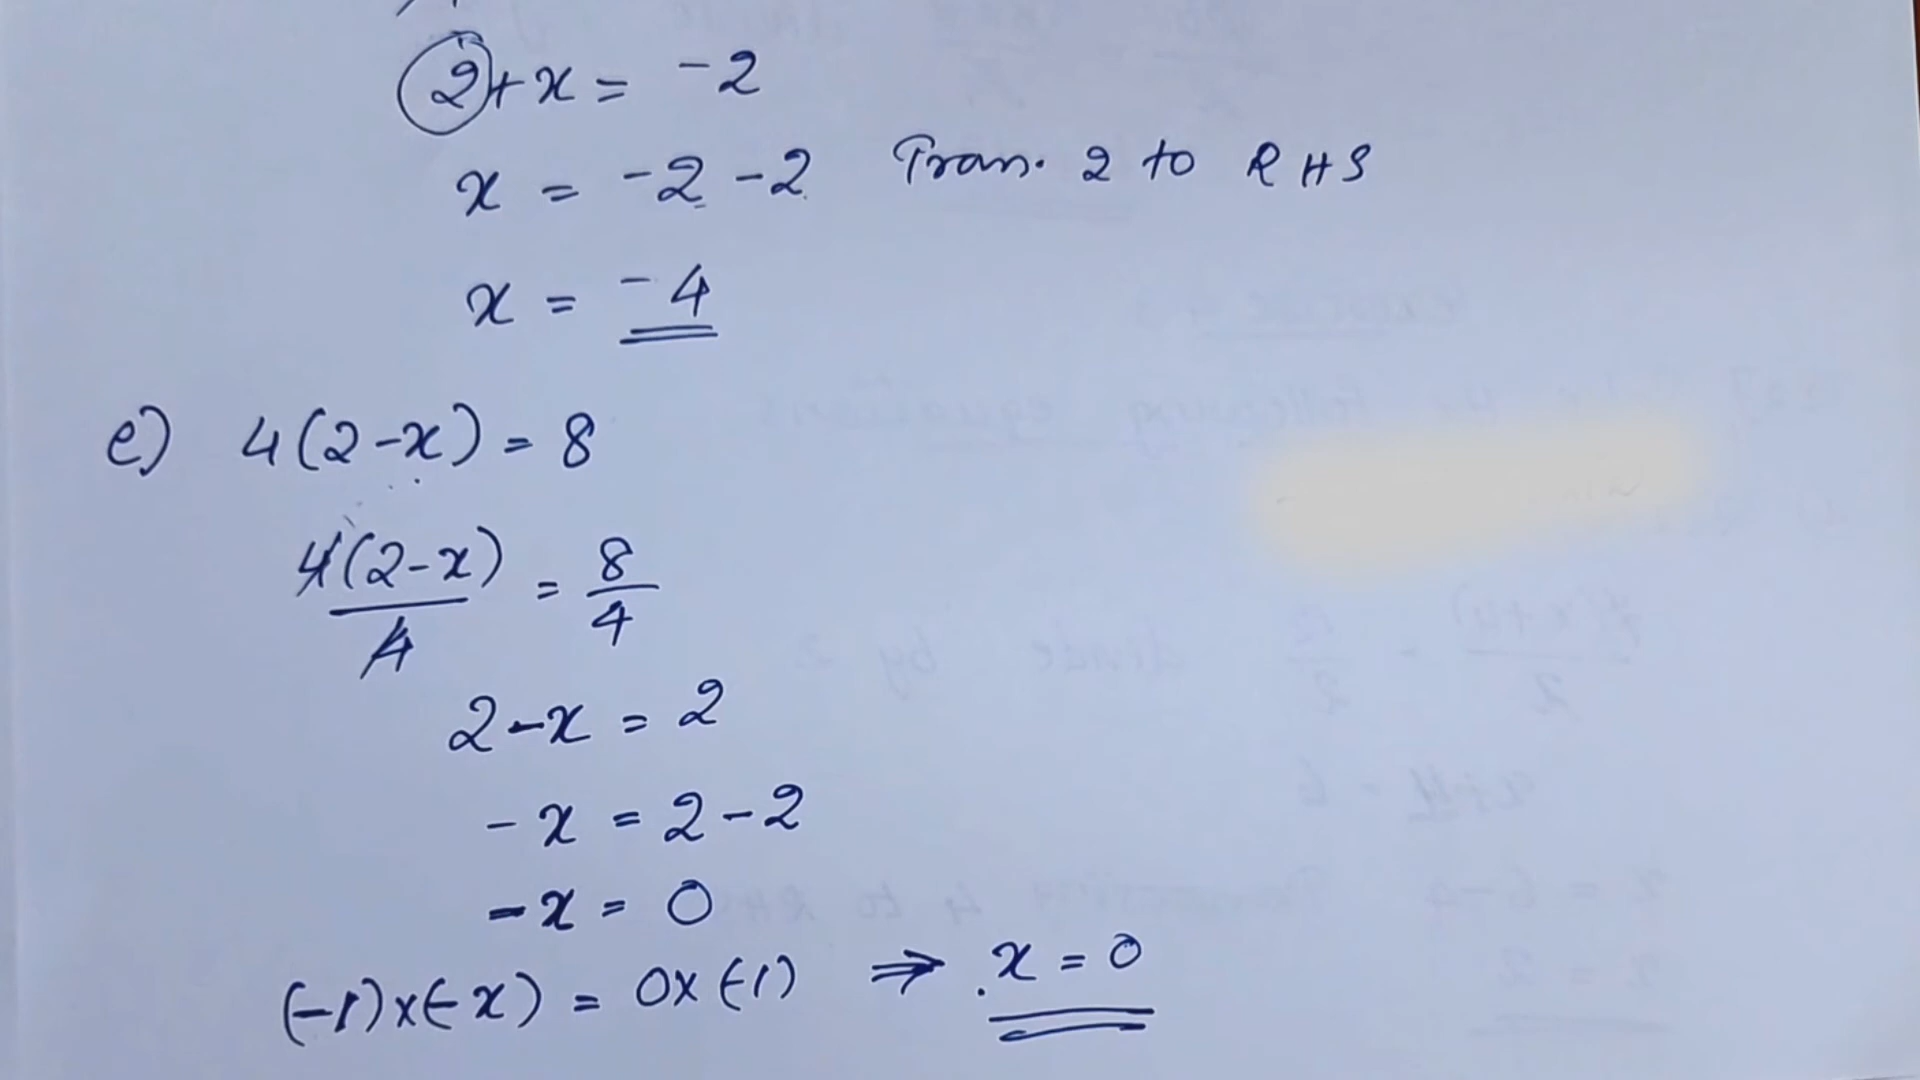 2+x = -2
x = -2-2 Tran. 2 to RHS
x = -4
e) 4(2-x) = 8
4(2-x)/4 = 8/4
2-x = 2
-x = 2-2
-x = 0
(-1)x(-x) = 0x(-1) ⇒ x = 0